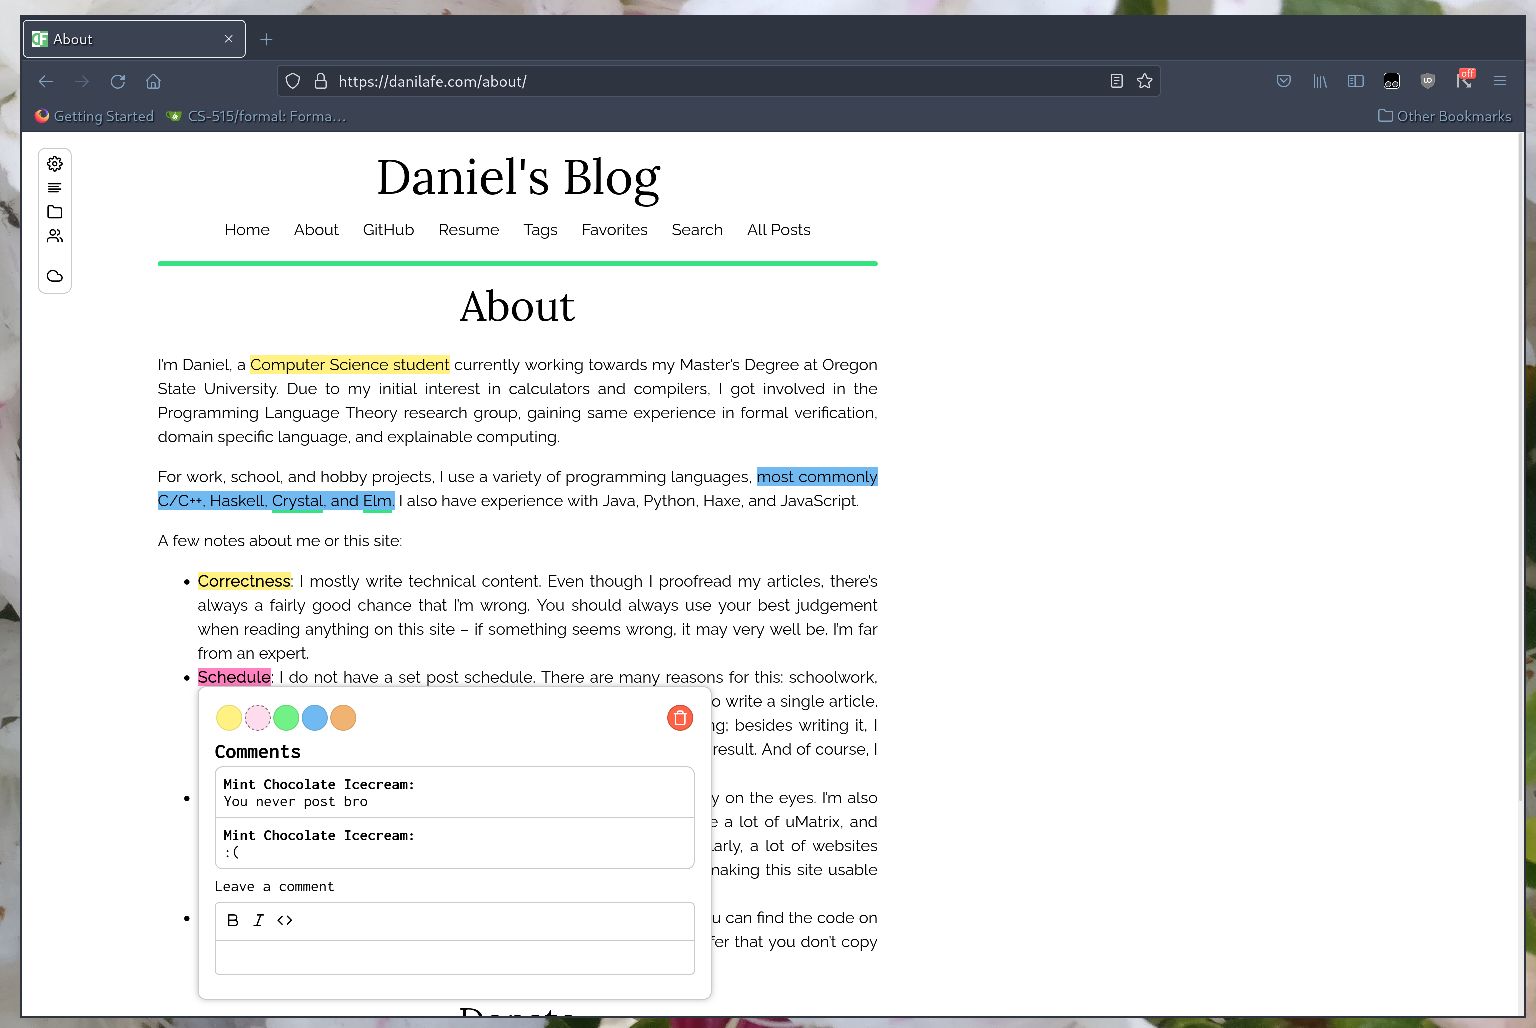 About
https://danilafe.com/about/
off
Getting Started
CS-515/formal: Forma…
Other Bookmarks
Daniel's Blog
Home About GitHub Resume Tags Favorites Search All Posts
About
I'm Daniel, a Computer Science student currently working towards my Master's Degree at Oregon
State University. Due to my initial interest in calculators and compilers, I got involved in the
Programming Language Theory research group, gaining same experience in formal verification,
domain specific language, and explainable computing.
For work, school, and hobby projects, I use a variety of programming languages, most commonly
C/C++, Haskell, Crystal, and Elm. I also have experience with Java, Python, Haxe, and JavaScript.
A few notes about me or this site:
Correctness: I mostly write technical content. Even though I proofread my articles, there's
always a fairly good chance that I'm wrong. You should always use your best judgement
when reading anything on this site – if something seems wrong, it may very well be. I'm far
from an expert.
Schedule: I do not have a set post schedule. There are many reasons for this: schoolwork,
o write a single article.
ng; besides writing it, I
result. And of course, I
y on the eyes. I'm also
e a lot of uMatrix, and
arly, a lot of websites
making this site usable
u can find the code on
fer that you don't copy
Comments
Mint Chocolate Icecream:
You never post bro
Mint Chocolate Icecream:
:(
Leave a comment
B I <>
Donate